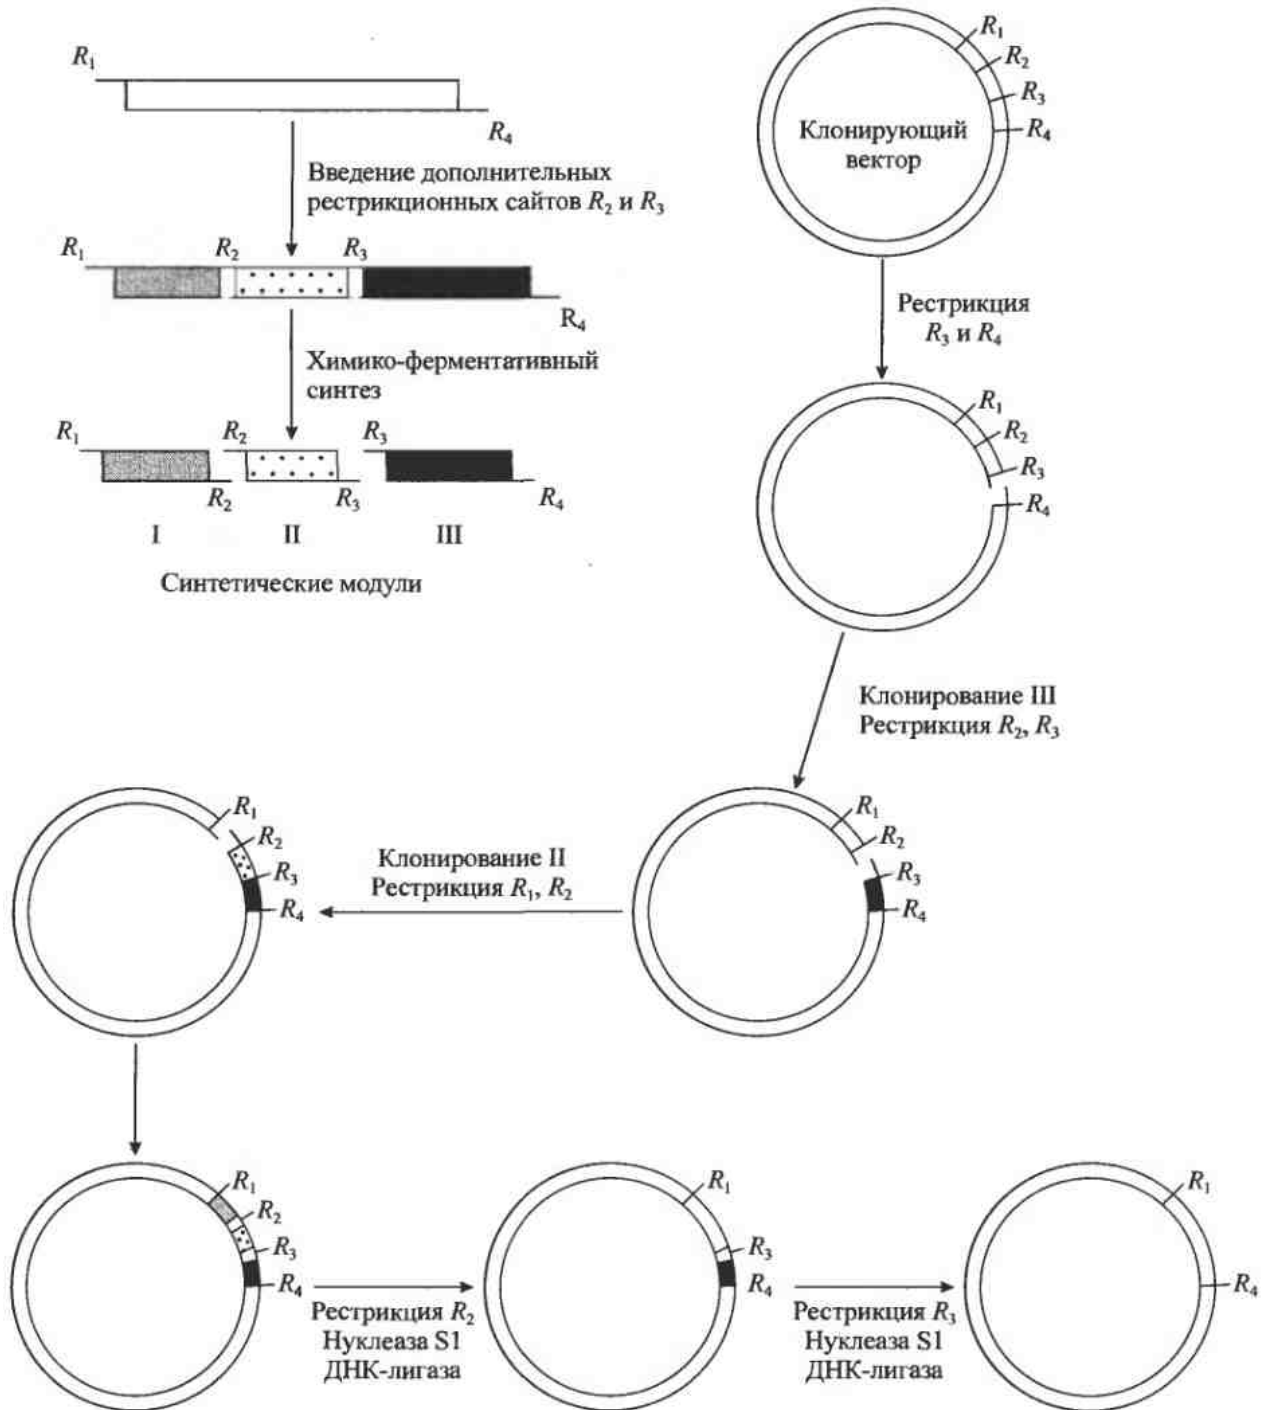 R₁
R₄
Введение дополнительных
рестрикционных сайтов R₂ и R₃
R₁ R₂ R₃
R₄
Химико-ферментативный
синтез
R₁ R₂ R₃
R₂ R₃ R₄
I II III
Синтетические модули
R₁
R₂
R₃
R₄
Клонирующий
вектор
Рестрикция
R₃ и R₄
R₁
R₂
R₃
R₄
Клонирование III
Рестрикция R₂, R₃
R₁
R₂
R₃
R₄
Клонирование II
Рестрикция R₁, R₂
R₁
R₂
R₃
R₄
R₁
R₂
R₃
R₄
Рестрикция R₂
Нуклеаза S1
ДНК-лигаза
R₁
R₃
R₄
Рестрикция R₃
Нуклеаза S1
ДНК-лигаза
R₁
R₄